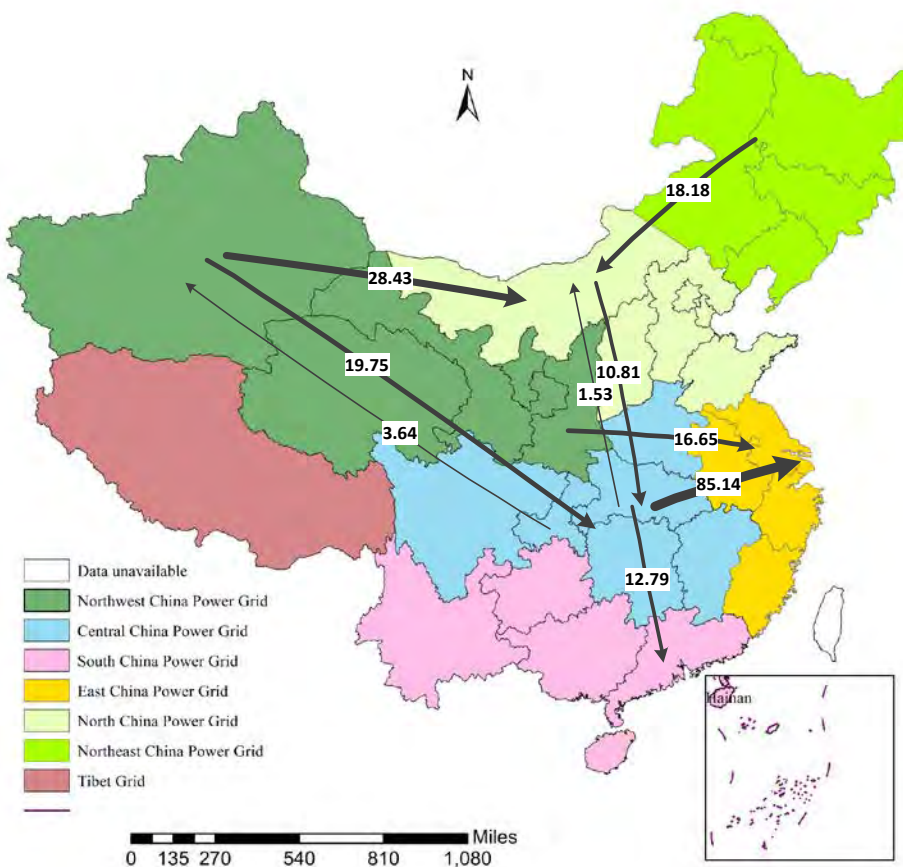 N
18.18
28.43
19.75
10.81
1.53
3.64
16.65
85.14
12.79
Data unavailable
Northwest China Power Grid
Central China Power Grid
South China Power Grid
East China Power Grid
North China Power Grid
Northeast China Power Grid
Tibet Grid
Hainan
Miles
0 135 270 540 810 1,080